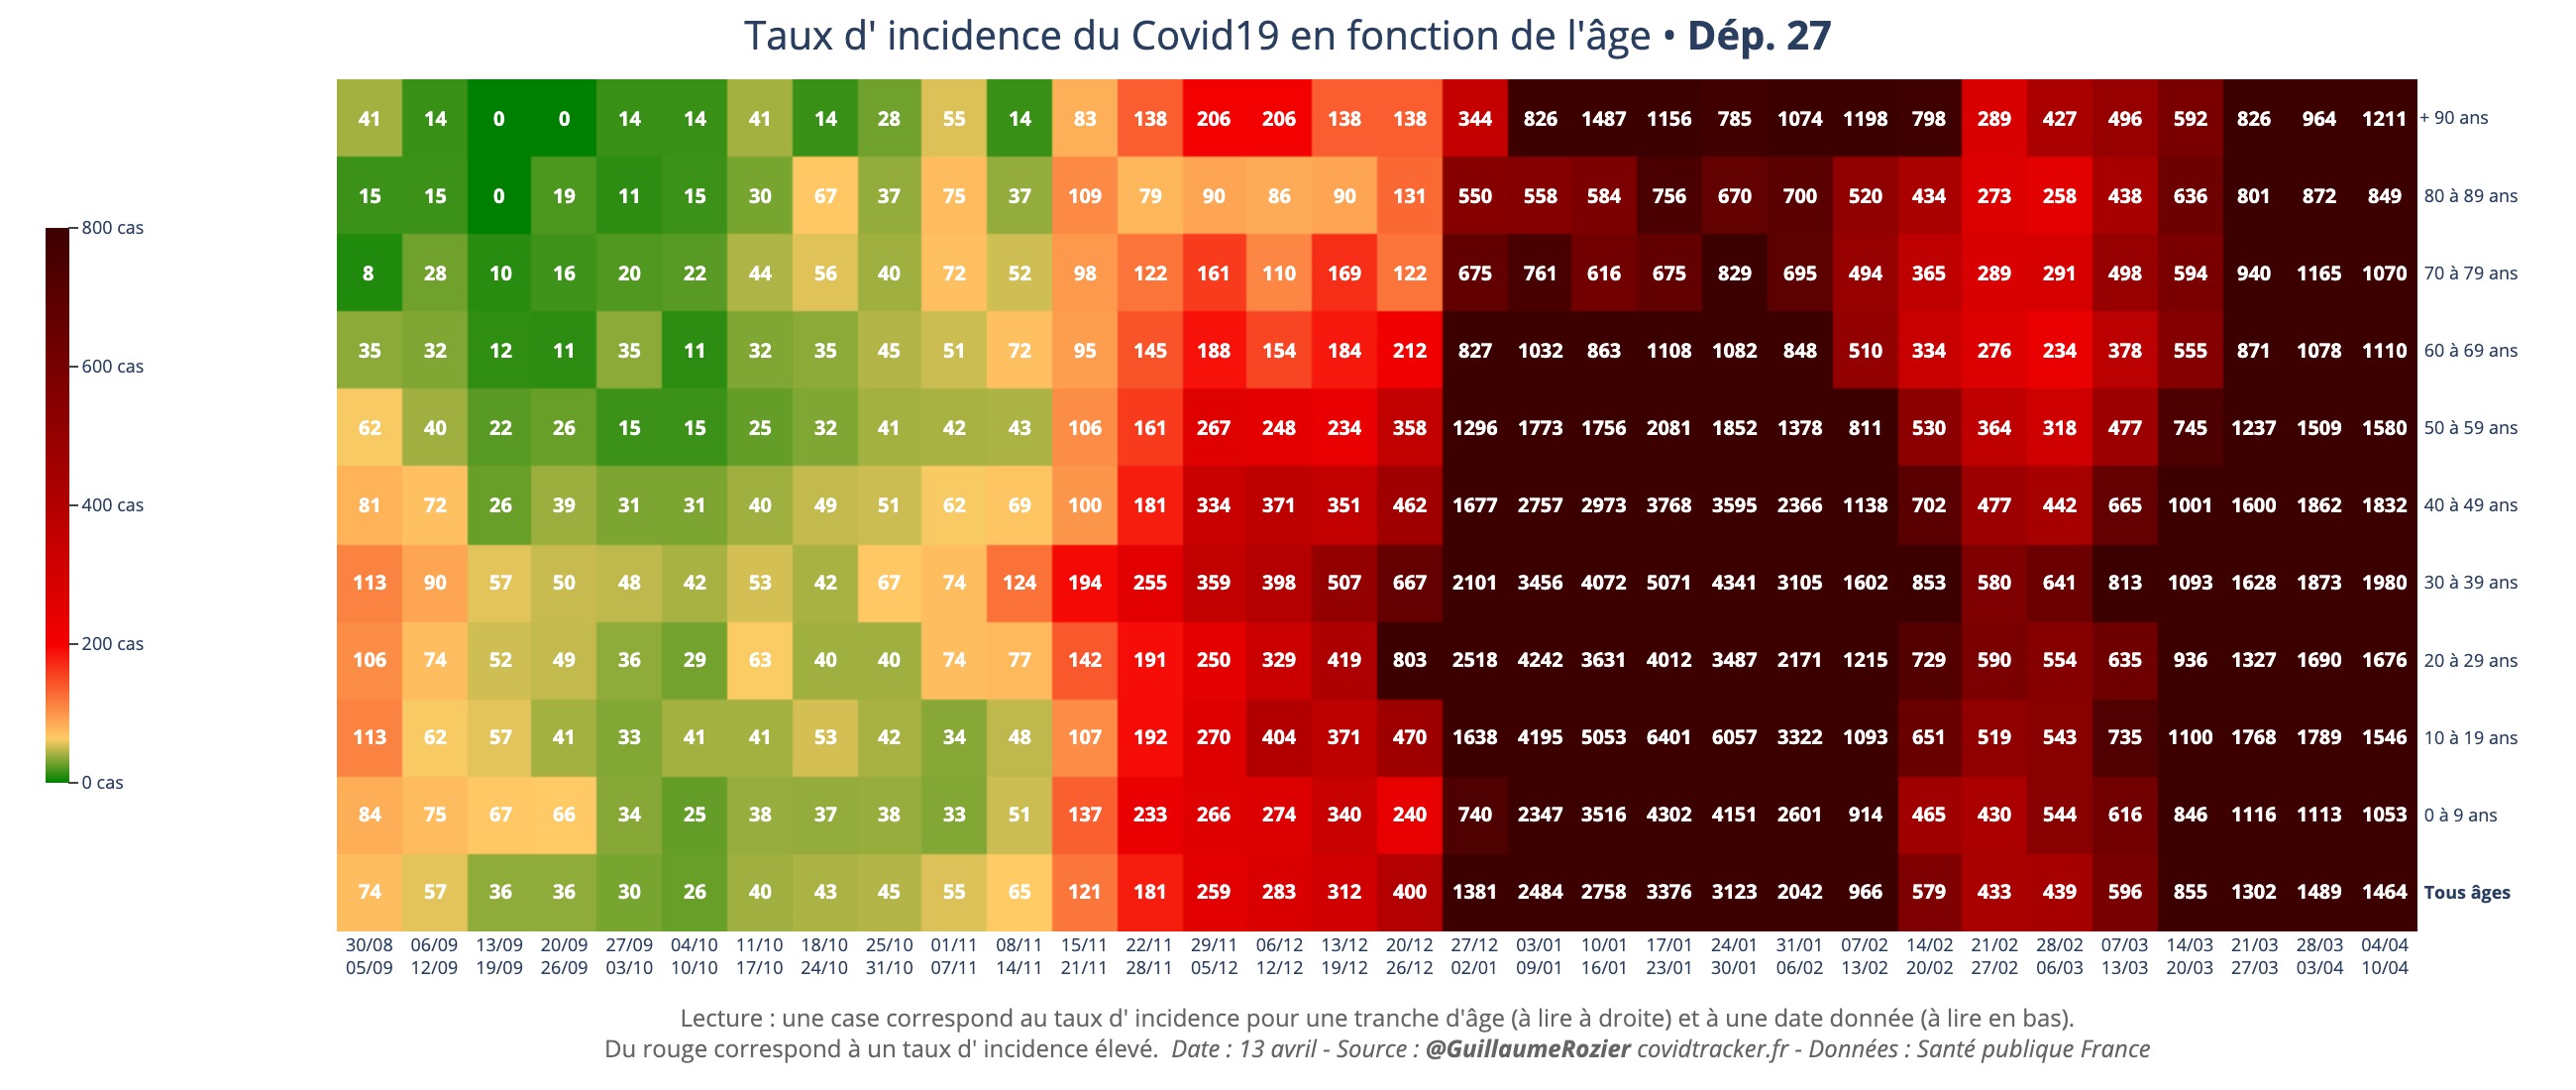 Taux d' incidence du Covid19 en fonction de l'âge • Dép. 27
41 14 0 0 14 14 41 14 28 55 14 83 138 206 206 138 138 344 826 1487 1156 785 1074 1198 798 289 427 496 592 826 964 1211 + 90 ans
15 15 0 19 11 15 30 67 37 75 37 109 79 90 86 90 131 550 558 584 756 670 700 520 434 273 258 438 636 801 872 849 80 à 89 ans
8 28 10 16 20 22 44 56 40 72 52 98 122 161 110 169 122 675 761 616 675 829 695 494 365 289 291 498 594 940 1165 1070 70 à 79 ans
35 32 12 11 35 11 32 35 45 51 72 95 145 188 154 184 212 827 1032 863 1108 1082 848 510 334 276 234 378 555 871 1078 1110 60 à 69 ans
62 40 22 26 15 15 25 32 41 42 43 106 161 267 248 234 358 1296 1773 1756 2081 1852 1378 811 530 364 318 477 745 1237 1509 1580 50 à 59 ans
81 72 26 39 31 31 40 49 51 62 69 100 181 334 371 351 462 1677 2757 2973 3768 3595 2366 1138 702 477 442 665 1001 1600 1862 1832 40 à 49 ans
113 90 57 50 48 42 53 42 67 74 124 194 255 359 398 507 667 2101 3456 4072 5071 4341 3105 1602 853 580 641 813 1093 1628 1873 1980 30 à 39 ans
106 74 52 49 36 29 63 40 40 74 77 142 191 250 329 419 803 2518 4242 3631 4012 3487 2171 1215 729 590 554 635 936 1327 1690 1676 20 à 29 ans
113 62 57 41 33 41 41 53 42 34 48 107 192 270 404 371 470 1638 4195 5053 6401 6057 3322 1093 651 519 543 735 1100 1768 1789 1546 10 à 19 ans
84 75 67 66 34 25 38 37 38 33 51 137 233 266 274 340 240 740 2347 3516 4302 4151 2601 914 465 430 544 616 846 1116 1113 1053 0 à 9 ans
74 57 36 36 30 26 40 43 45 55 65 121 181 259 283 312 400 1381 2484 2758 3376 3123 2042 966 579 433 439 596 855 1302 1489 1464 Tous âges
30/08 06/09 13/09 20/09 27/09 04/10 11/10 18/10 25/10 01/11 08/11 15/11 22/11 29/11 06/12 13/12 20/12 27/12 03/01 10/01 17/01 24/01 31/01 07/02 14/02 21/02 28/02 07/03 14/03 21/03 28/03 04/04
05/09 12/09 19/09 26/09 03/10 10/10 17/10 24/10 31/10 07/11 14/11 21/11 28/11 05/12 12/12 19/12 26/12 02/01 09/01 16/01 23/01 30/01 06/02 13/02 20/02 27/02 06/03 13/03 20/03 27/03 03/04 10/04
800 cas
600 cas
400 cas
200 cas
0 cas
Lecture : une case correspond au taux d' incidence pour une tranche d'âge (à lire à droite) et à une date donnée (à lire en bas).
Du rouge correspond à un taux d' incidence élevé. Date : 13 avril - Source : @GuillaumeRozier covidtracker.fr - Données : Santé publique France